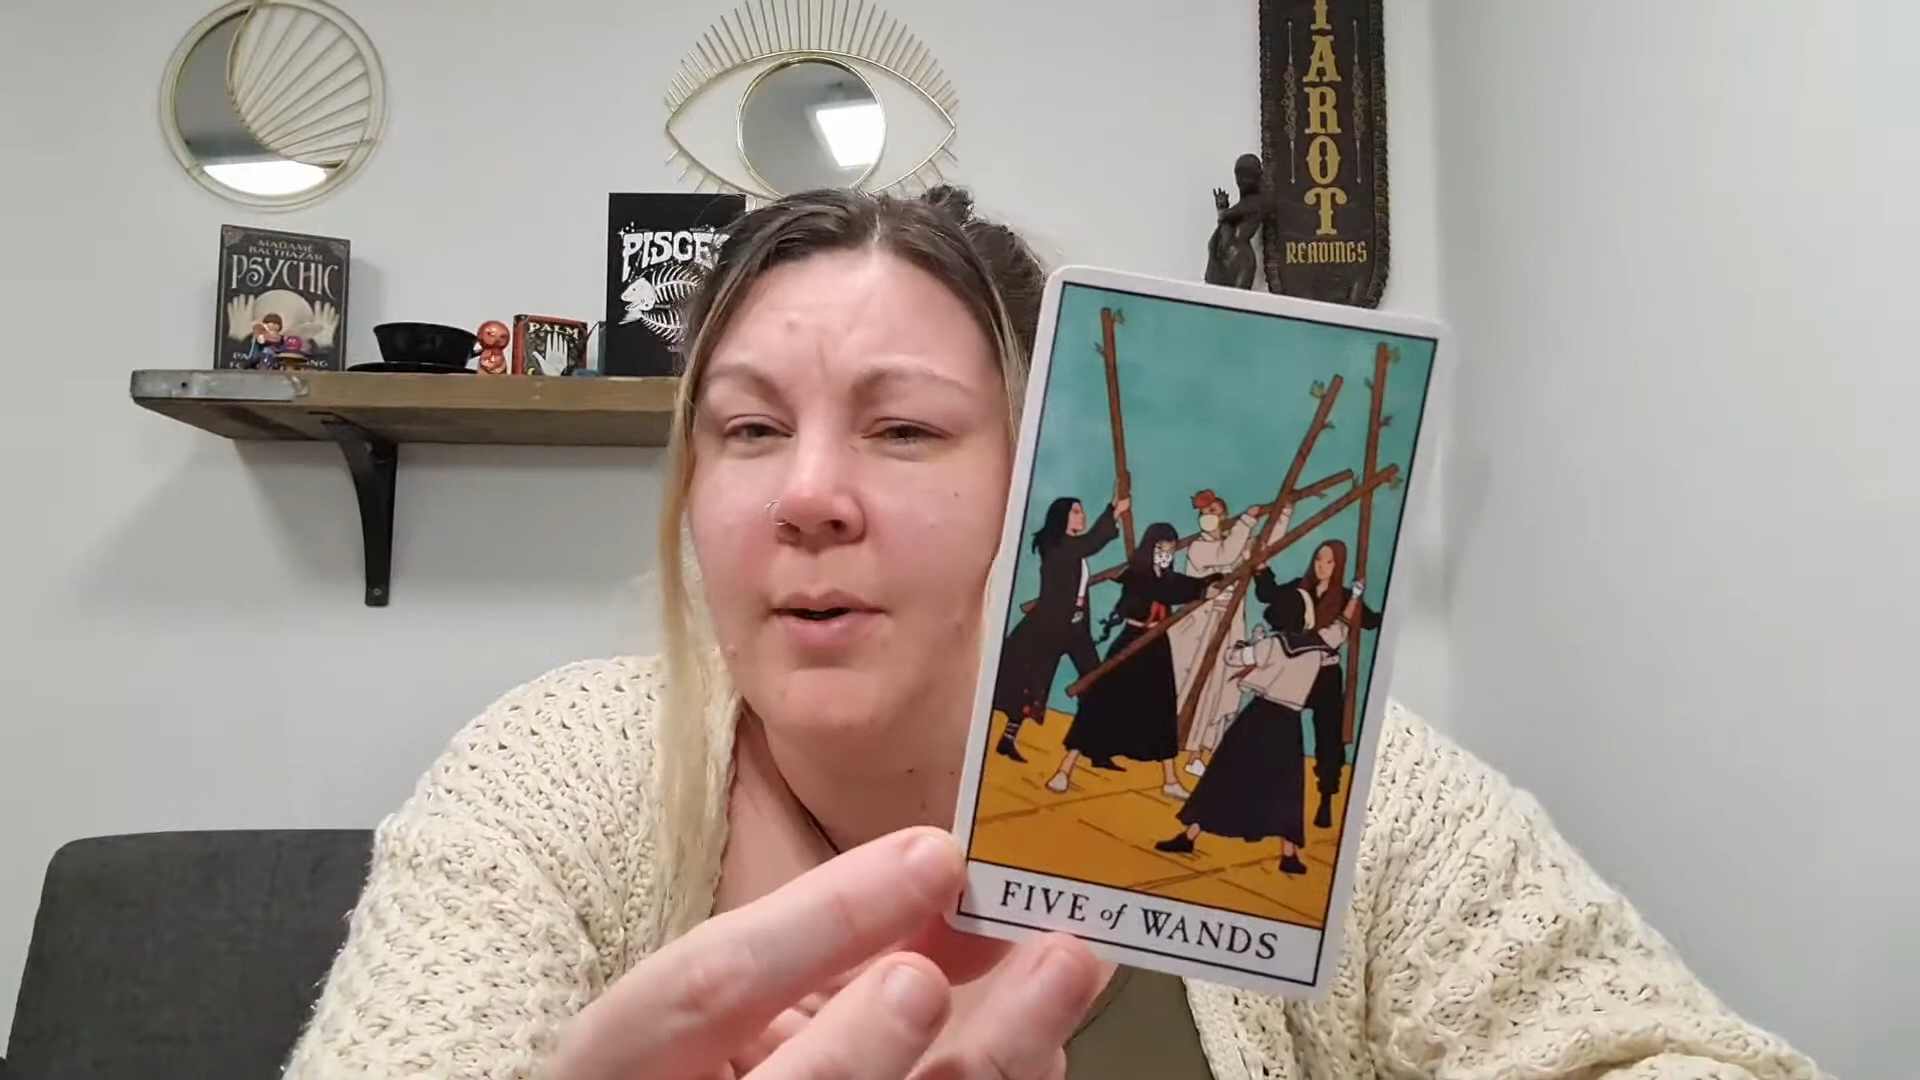 TAROT
READINGS
MADAME
BALTHAZAR
PSYCHIC
PISCES
PALM
FIVE of WANDS